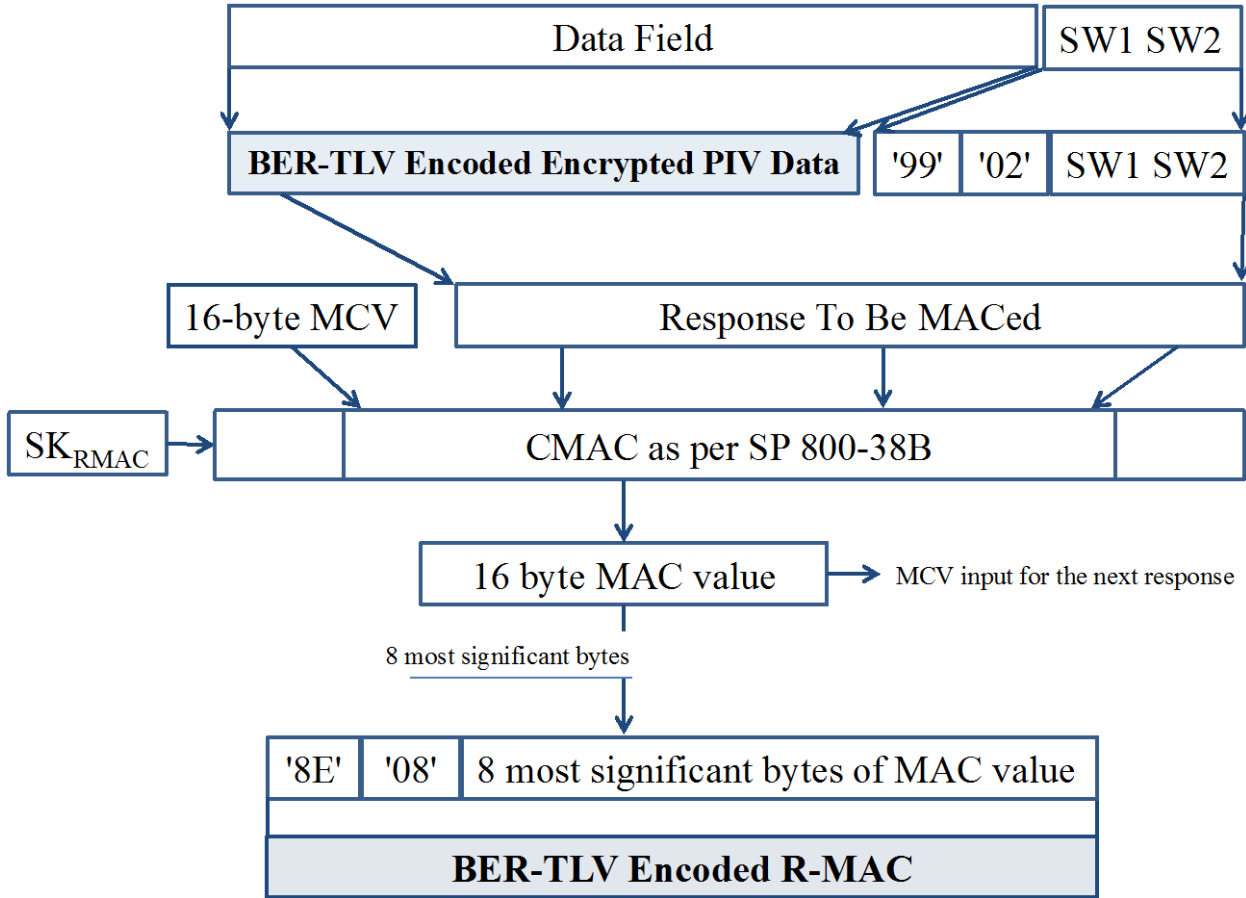 Data Field
SW1 SW2
BER-TLV Encoded Encrypted PIV Data
'99'
'02'
SW1 SW2
16-byte MCV
Response To Be MACed
SKRMAC
CMAC as per SP 800-38B
16 byte MAC value
MCV input for the next response
8 most significant bytes
'8E'
'08'
8 most significant bytes of MAC value
BER-TLV Encoded R-MAC